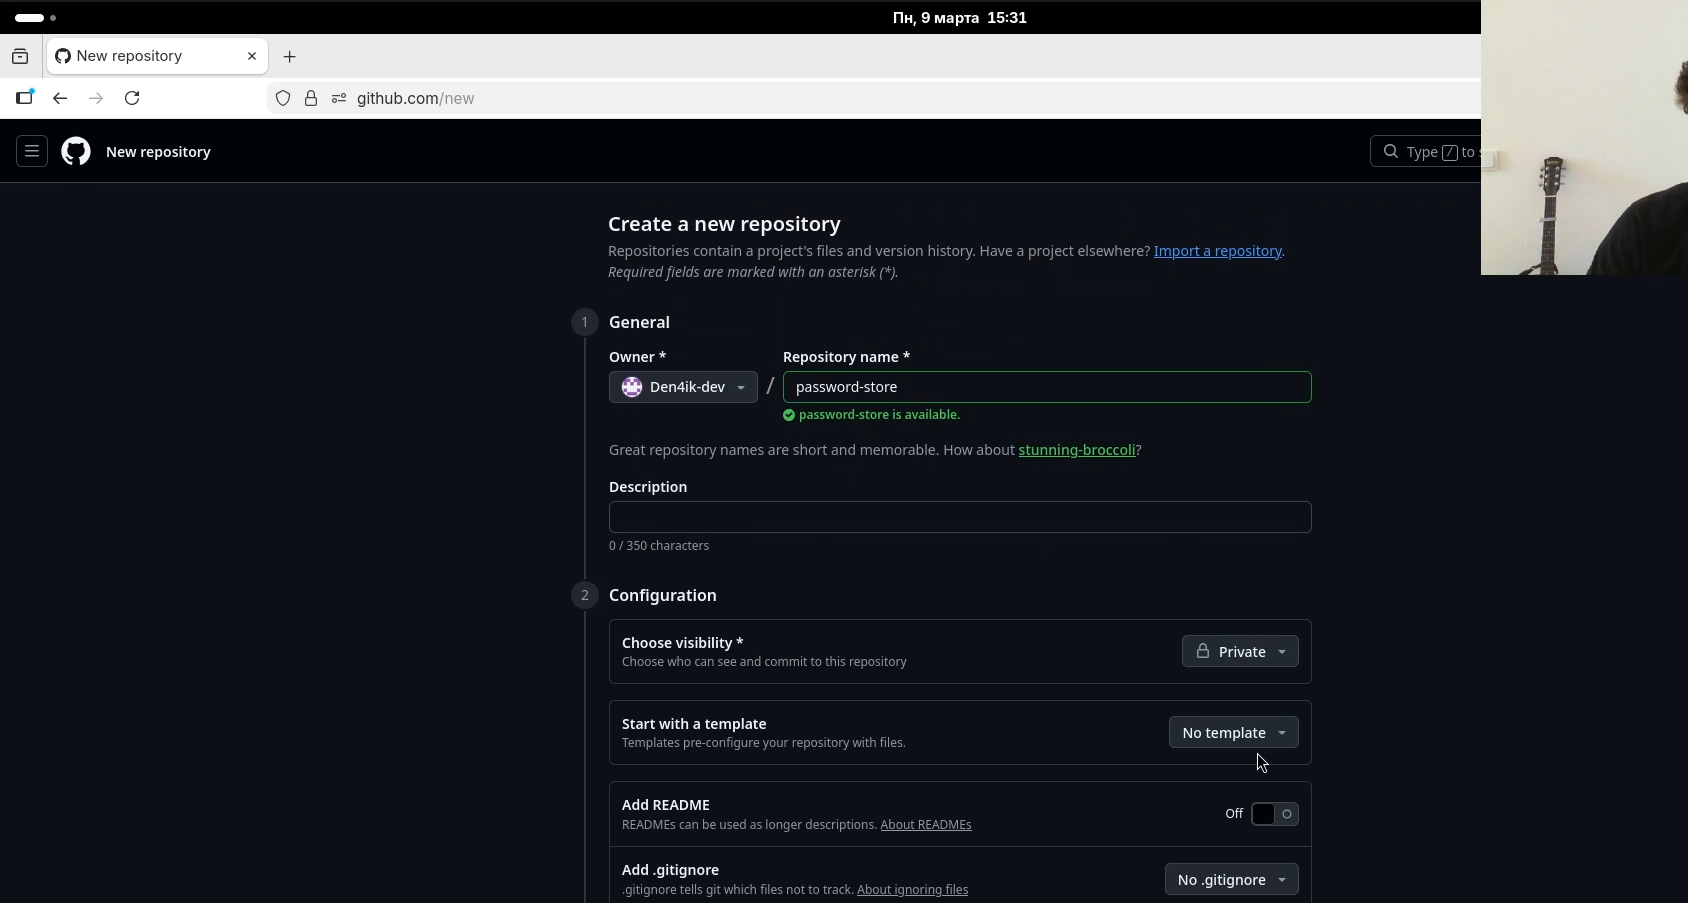 Пн, 9 марта 15:31
New repository
github.com/new
New repository
Type / to
Create a new repository
Repositories contain a project's files and version history. Have a project elsewhere? Import a repository.
Required fields are marked with an asterisk (*).
1 General
Owner * Repository name *
Den4ik-dev / password-store
password-store is available.
Great repository names are short and memorable. How about stunning-broccoli?
Description
0 / 350 characters
2 Configuration
Choose visibility *
Choose who can see and commit to this repository
Private
Start with a template
Templates pre-configure your repository with files.
No template
Add README
READMEs can be used as longer descriptions. About READMEs
Off
Add .gitignore
.gitignore tells git which files not to track. About ignoring files
No .gitignore